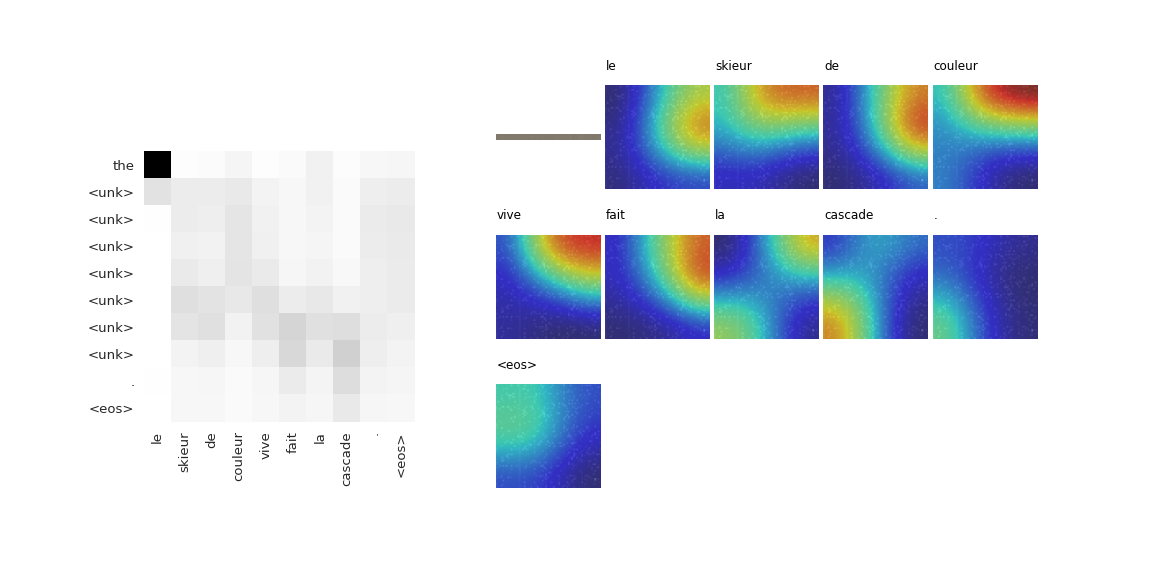 the
<unk>
<unk>
<unk>
<unk>
<unk>
<unk>
<unk>
.
<eos>
le skieur de couleur vive fait la cascade . <eos>
le skieur de couleur
vive fait la cascade .
<eos>